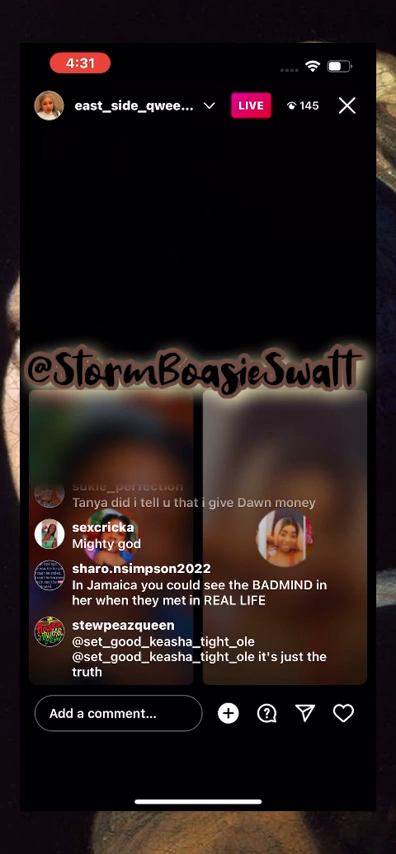 4:31
east_side_qwee...
LIVE
145
@StormBoasieSwatt
sukie_perfection
Tanya did i tell u that i give Dawn money
sexcricka
Mighty god
sharo.nsimpson2022
In Jamaica you could see the BADMIND in
her when they met in REAL LIFE
stewpeazqueen
@set_good_keasha_tight_ole
@set_good_keasha_tight_ole it's just the
truth
Add a comment...